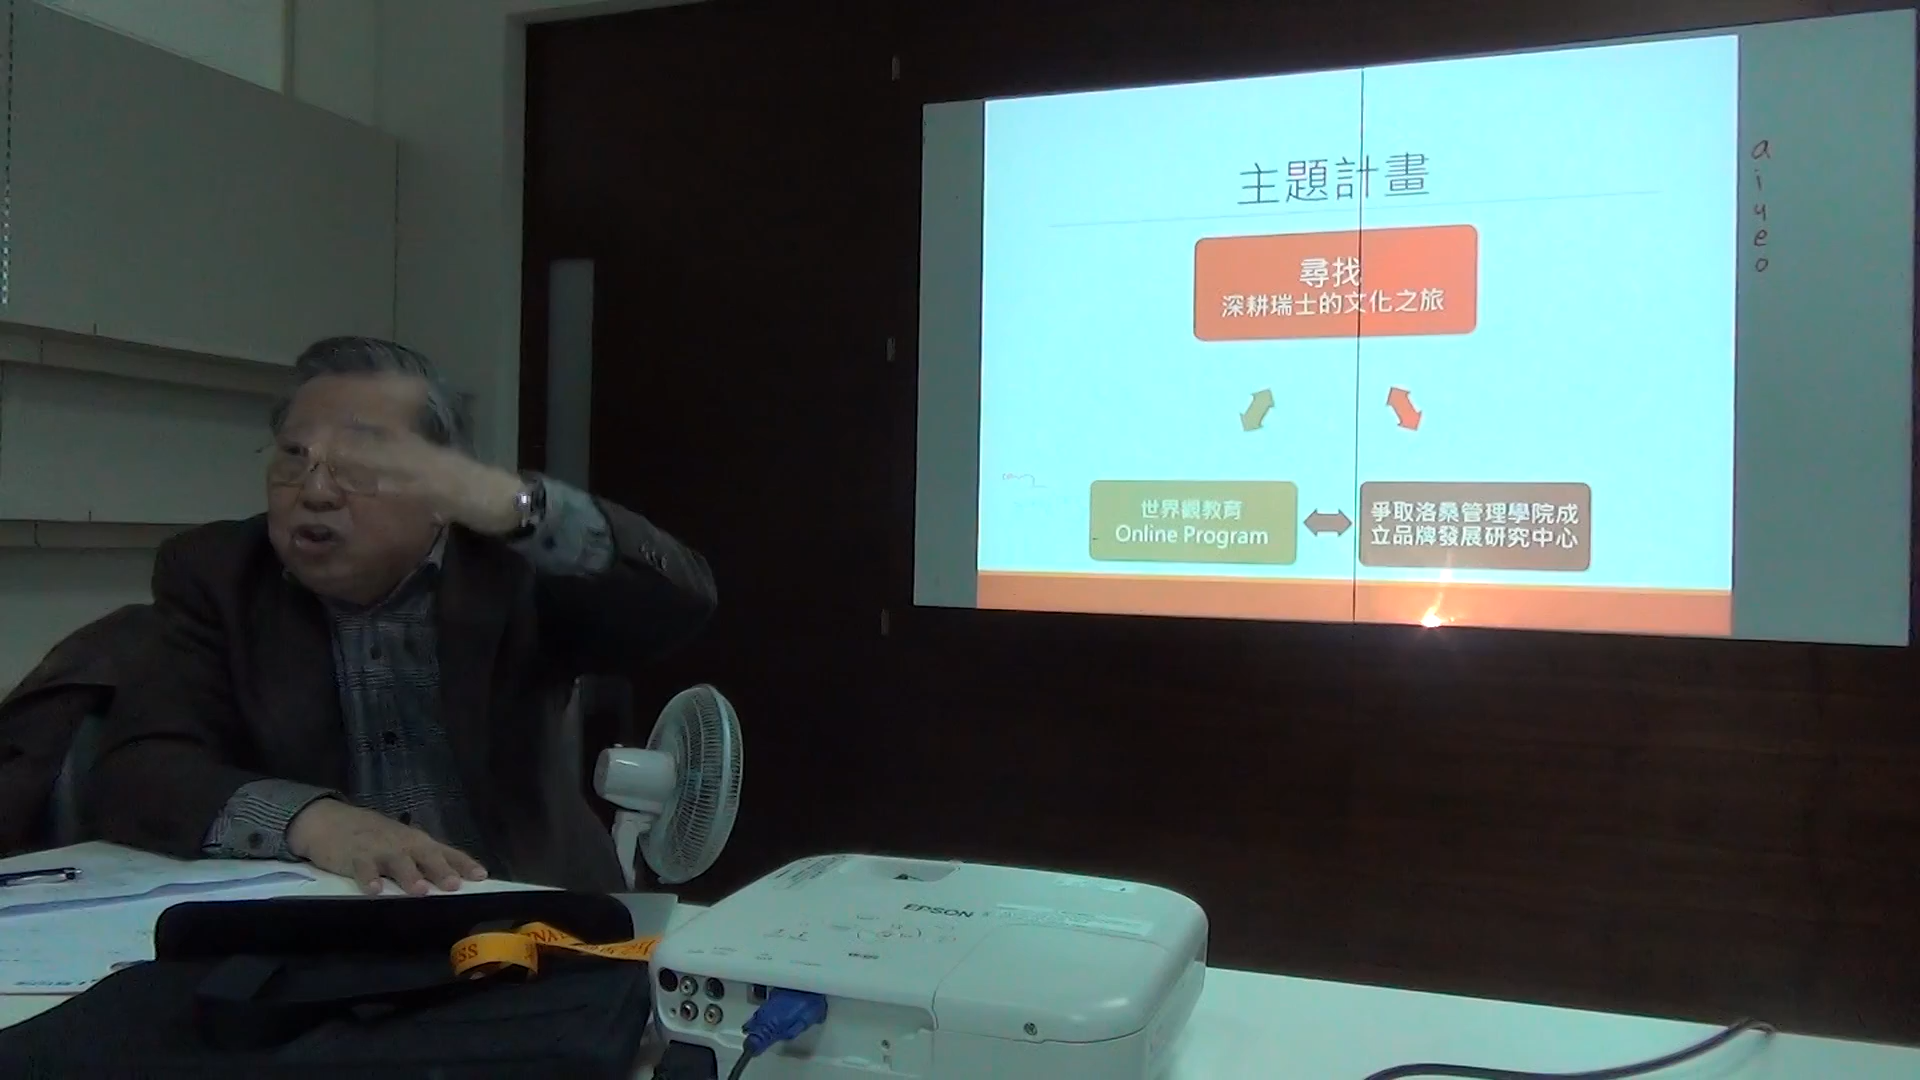 主題計畫
尋找
深耕瑞士的文化之旅
世界觀教育
Online Program
爭取洛桑管理學院成
立品牌發展研究中心
a
i
u
e
o
EPSON